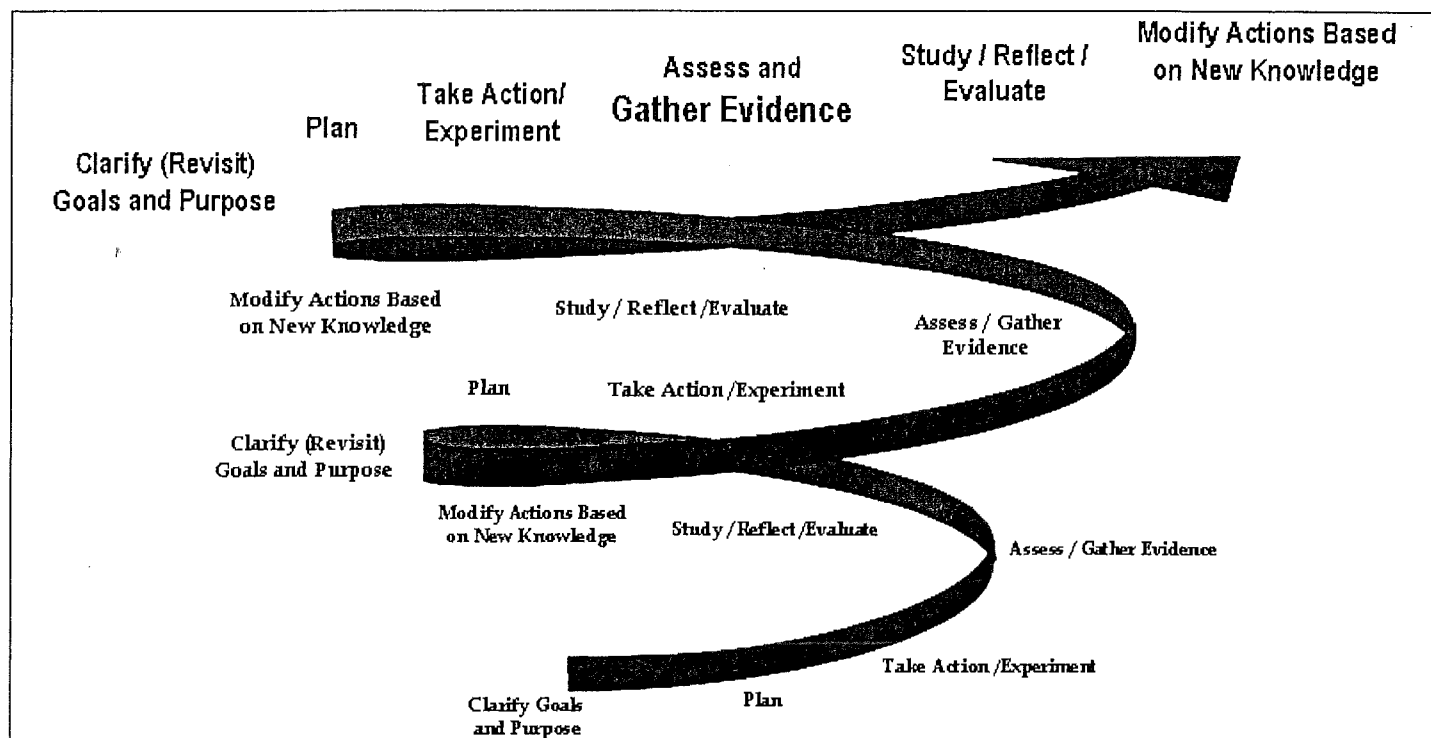 Modify Actions Based
on New Knowledge
Study / Reflect /
Evaluate
Assess and
Gather Evidence
Take Action/
Experiment
Plan
Clarify (Revisit)
Goals and Purpose
Modify Actions Based
on New Knowledge
Study / Reflect /Evaluate
Assess / Gather
Evidence
Plan
Take Action /Experiment
Clarify (Revisit)
Goals and Purpose
Modify Actions Based
on New Knowledge
Study /Reflect /Evaluate
Assess / Gather Evidence
Take Action /Experiment
Plan
Clarify Goals
and Purpose